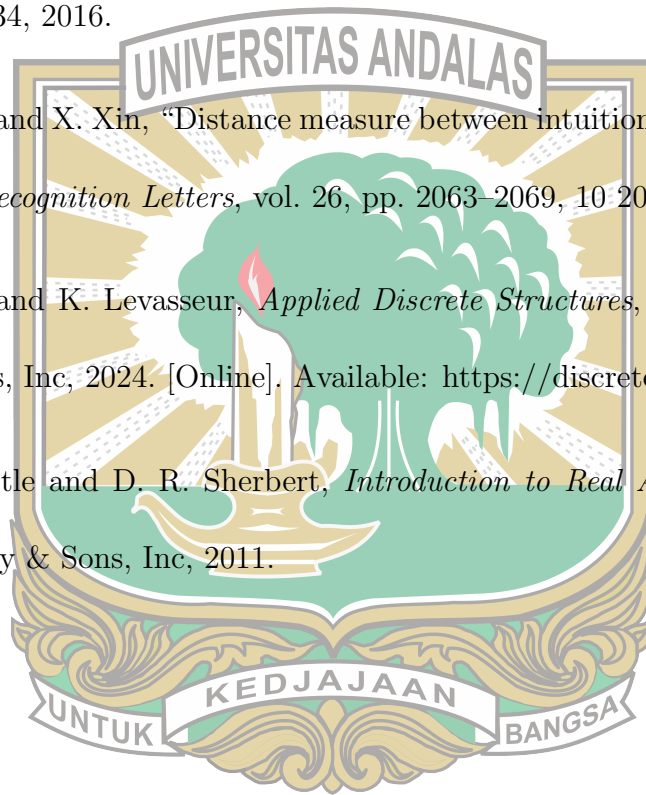 34, 2016.
UNIVERSITAS ANDALAS
and X. Xin, “Distance measure between intuition
ecognition Letters, vol. 26, pp. 2063–2069, 10 20
and K. Levasseur, Applied Discrete Structures,
s, Inc, 2024. [Online]. Available: https://discrete
tle and D. R. Sherbert, Introduction to Real A
y & Sons, Inc, 2011.
KEDJAJAAN
UNTUK BANGSA